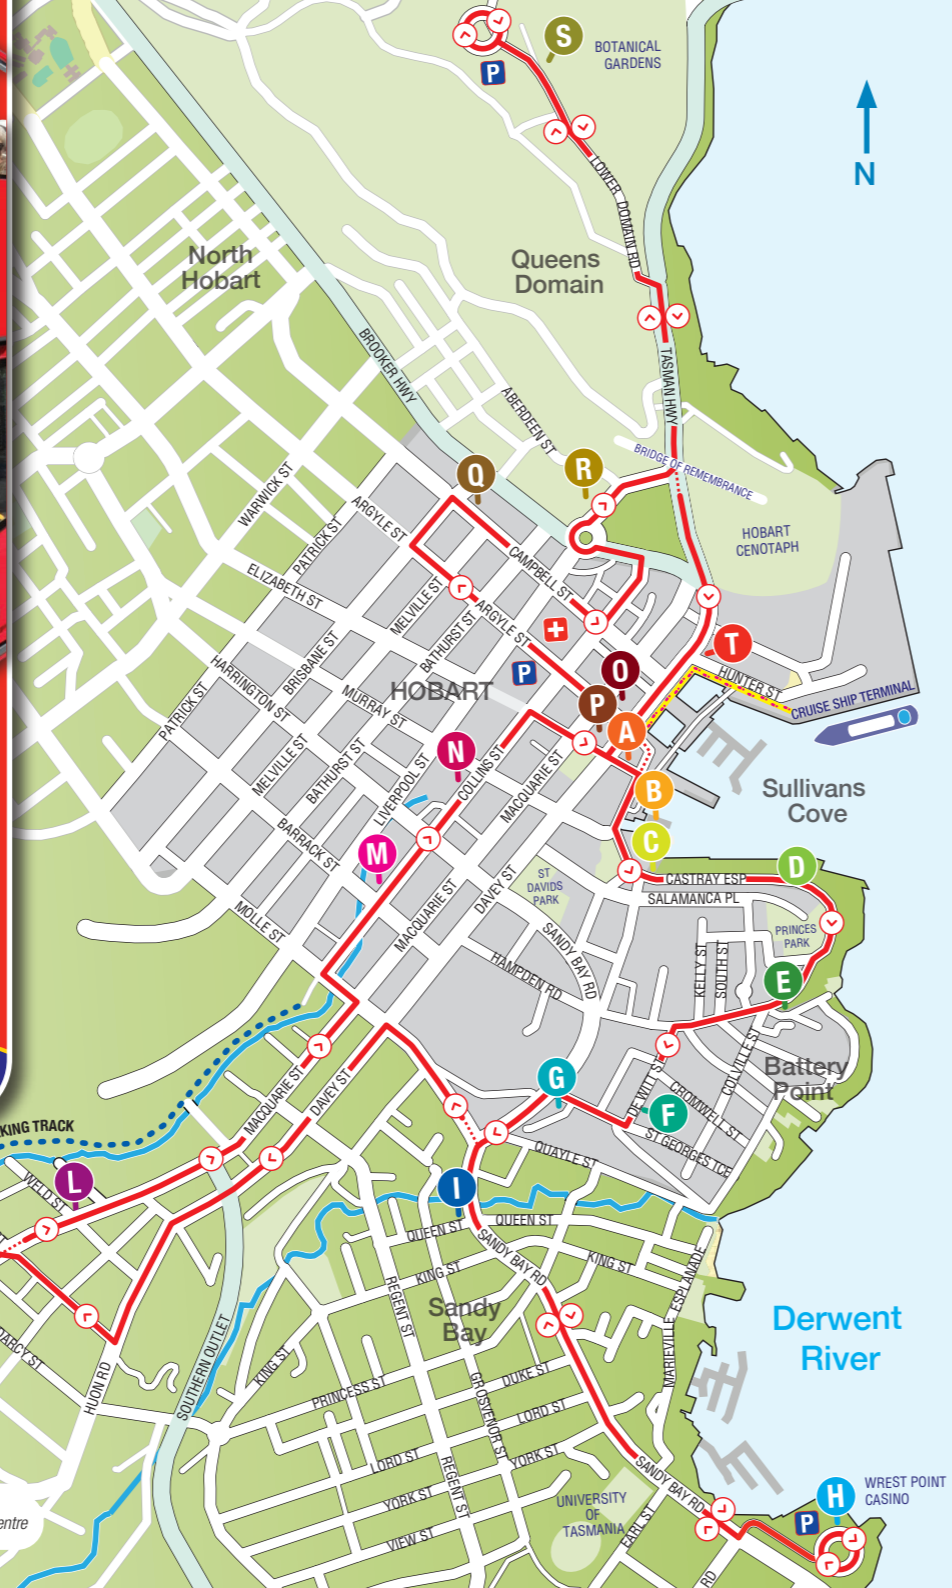 S
BOTANICAL
GARDENS
P
N
LOWER DOMAIN RD
North
Hobart
Queens
Domain
BROOKER HWY
TASMAN HWY
ABERDEEN ST
BRIDGE OF REMEMBRANCE
Q
R
WARWICK ST
ARGYLE ST
PATRICK ST
HOBART
CENOTAPH
CAMPBELL ST
ELIZABETH ST
MELVILLE ST
ARGYLE ST
BATHURST ST
T
HUNTER ST
CRUISE SHIP TERMINAL
BRISBANE ST
HARRINGTON ST
PATRICK ST
MURRAY ST
HOBART
P
O
P
A
N
MELVILLE ST
BATHURST ST
LIVERPOOL ST
COLLINS ST
MACQUARIE ST
B
Sullivans
Cove
C
M
BARRACK ST
D
CASTRAY ESP
SALAMANCA PL
ST
DAVIDS
PARK
DAVEY ST
MACQUARIE ST
MOLLE ST
SANDY BAY RD
HAMPDEN RD
KELLY ST
SOUTH ST
PRINCES
PARK
E
Battery
Point
COLVILLE ST
G
DE WITT ST
CROMWELL ST
F
ST GEORGES TCE
MACQUARIE ST
DAVEY ST
KING TRACK
L
WELD ST
I
QUAYLE ST
QUEEN ST
QUEEN ST
SANDY BAY RD
KING ST
KING ST
REGENT ST
Sandy
Bay
MARIEVILLE ESPLANADE
Derwent
River
DARCY ST
HUON RD
SOUTHERN OUTLET
KING ST
PRINCESS ST
DUKE ST
GROSVENOR ST
LORD ST
LORD ST
YORK ST
YORK ST
REGENT ST
VIEW ST
SANDY BAY RD
UNIVERSITY
OF
TASMANIA
EARL ST
P
H
WREST POINT
CASINO
RD
entre